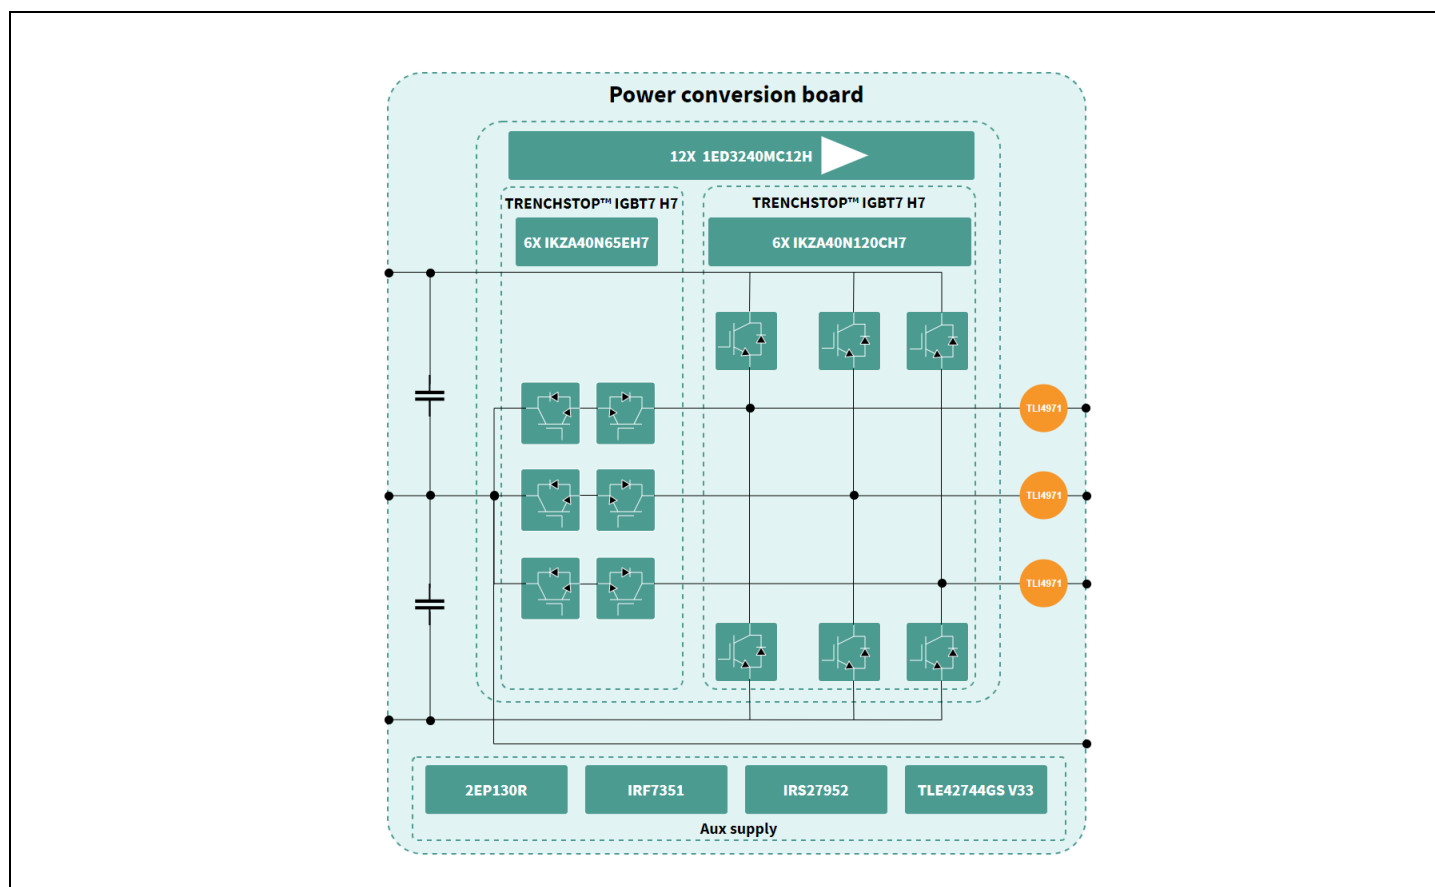 Power conversion board
12X 1ED3240MC12H
TRENCHSTOP™ IGBT7 H7
TRENCHSTOP™ IGBT7 H7
6X IKZA40N65EH7
6X IKZA40N120CH7
TLI4971
TLI4971
TLI4971
2EP130R
IRF7351
IRS27952
TLE42744GS V33
Aux supply